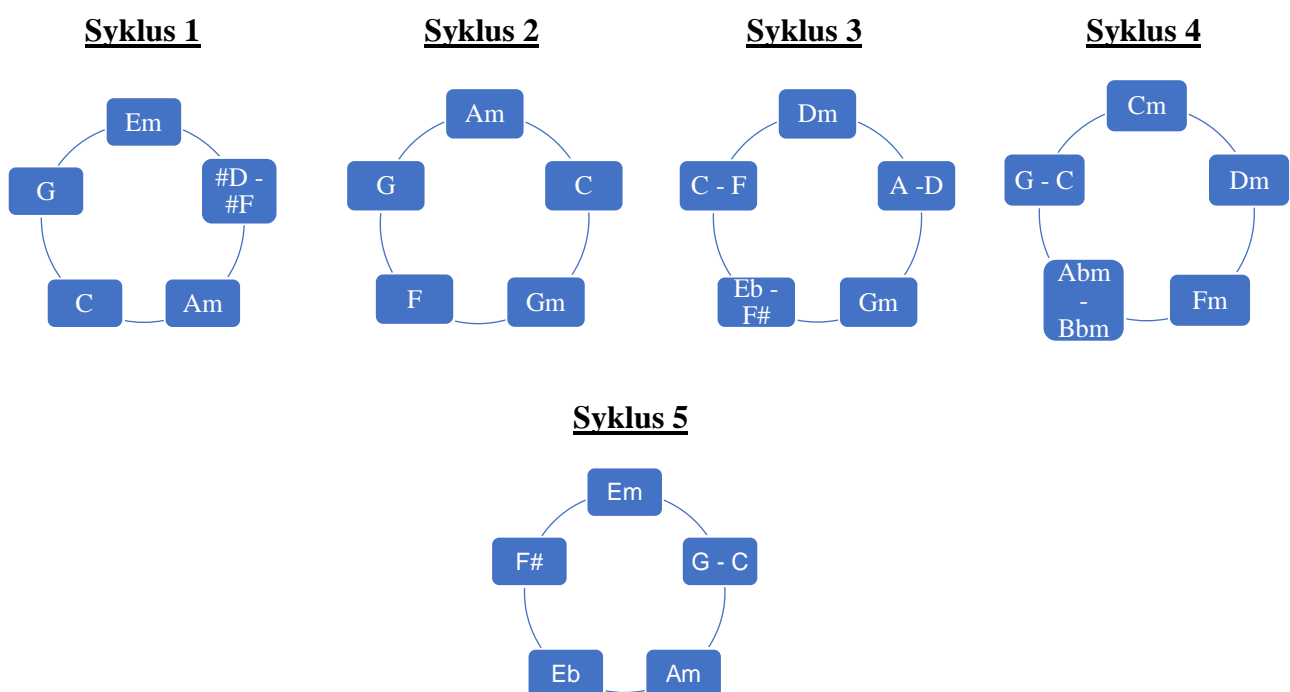 Syklus 1
Em
#D -
#F
Am
C
G
Syklus 2
Am
C
Gm
F
G
Syklus 3
Dm
A -D
Gm
Eb -
F#
C - F
Syklus 4
Cm
Dm
Fm
Abm
-
Bbm
G - C
Syklus 5
Em
G - C
Am
Eb
F#